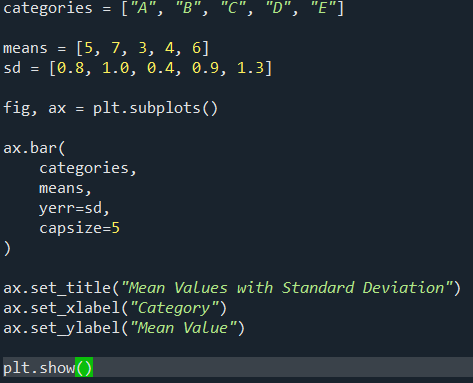 categories = ["A", "B", "C", "D", "E"]
means = [5, 7, 3, 4, 6]
sd = [0.8, 1.0, 0.4, 0.9, 1.3]
fig, ax = plt.subplots()
ax.bar(
    categories,
    means,
    yerr=sd,
    capsize=5
)
ax.set_title("Mean Values with Standard Deviation")
ax.set_xlabel("Category")
ax.set_ylabel("Mean Value")
plt.show()